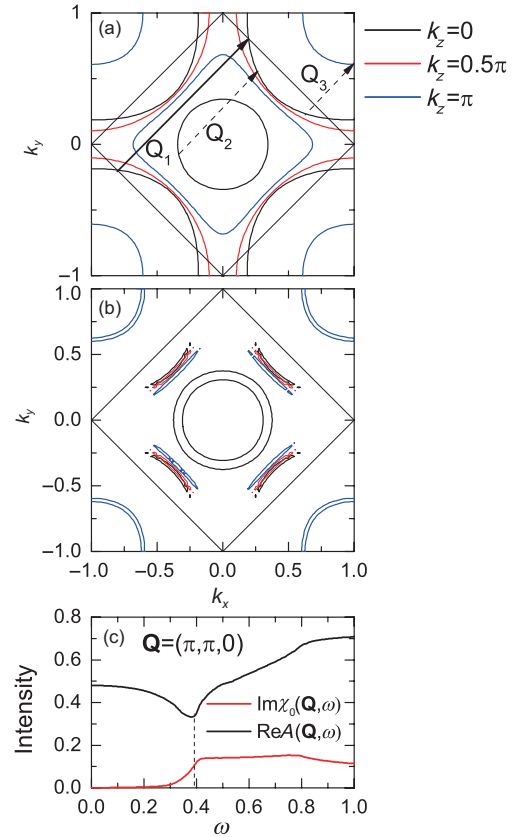 (a)
k_z=0
k_z=0.5π
k_z=π
Q_1
Q_2
Q_3
k_y
1
0
-1
(b)
k_y
1.0
0.5
0.0
-0.5
-1.0
-1.0 -0.5 0.0 0.5 1.0
k_x
(c)
Q=(π,π,0)
Imχ_0(Q,ω)
ReA(Q,ω)
Intensity
0.8
0.6
0.4
0.2
0.0
0.0 0.2 0.4 0.6 0.8 1.0
ω